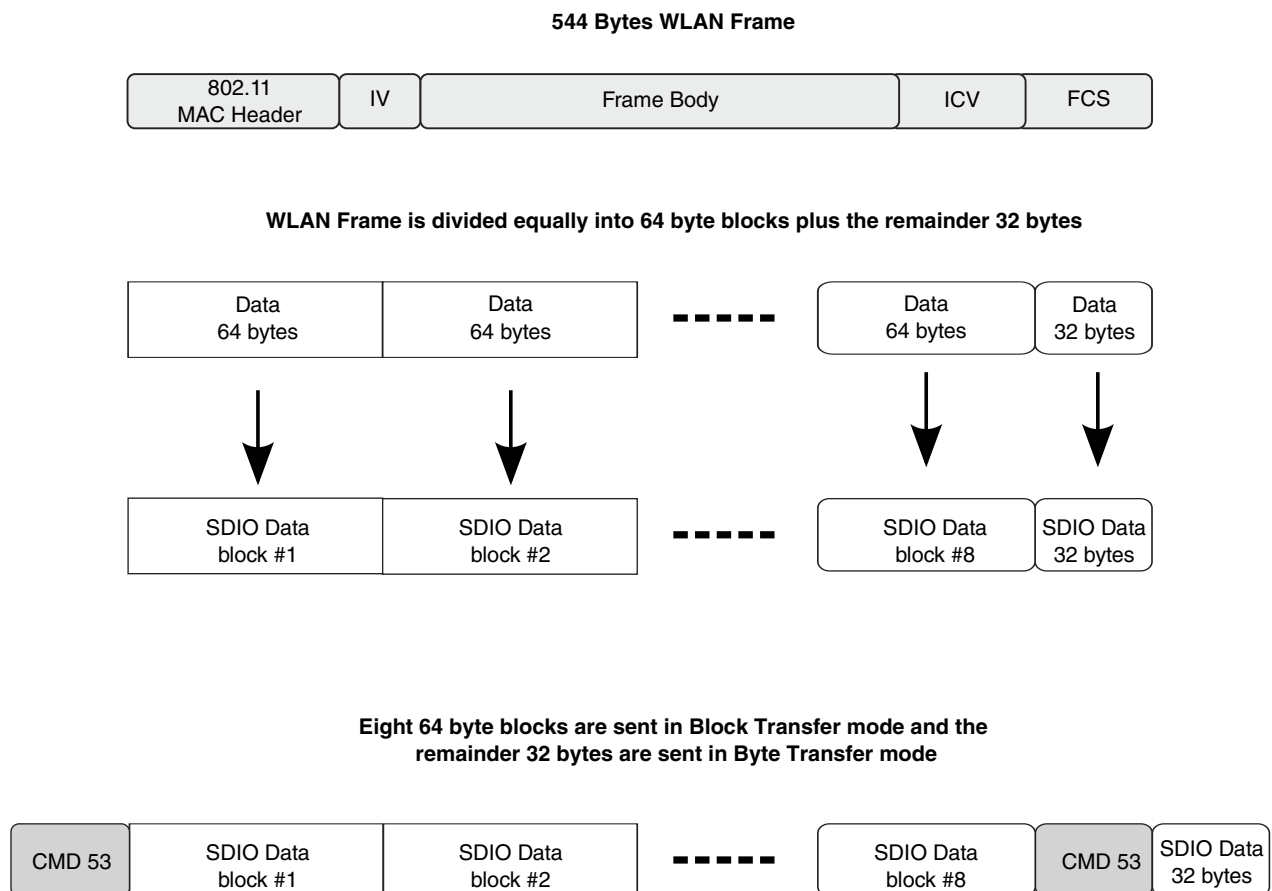 544 Bytes WLAN Frame
802.11
MAC Header
IV
Frame Body
ICV
FCS
WLAN Frame is divided equally into 64 byte blocks plus the remainder 32 bytes
Data
64 bytes
Data
64 bytes
Data
64 bytes
Data
32 bytes
SDIO Data
block #1
SDIO Data
block #2
SDIO Data
block #8
SDIO Data
32 bytes
Eight 64 byte blocks are sent in Block Transfer mode and the
remainder 32 bytes are sent in Byte Transfer mode
CMD 53
SDIO Data
block #1
SDIO Data
block #2
SDIO Data
block #8
CMD 53
SDIO Data
32 bytes